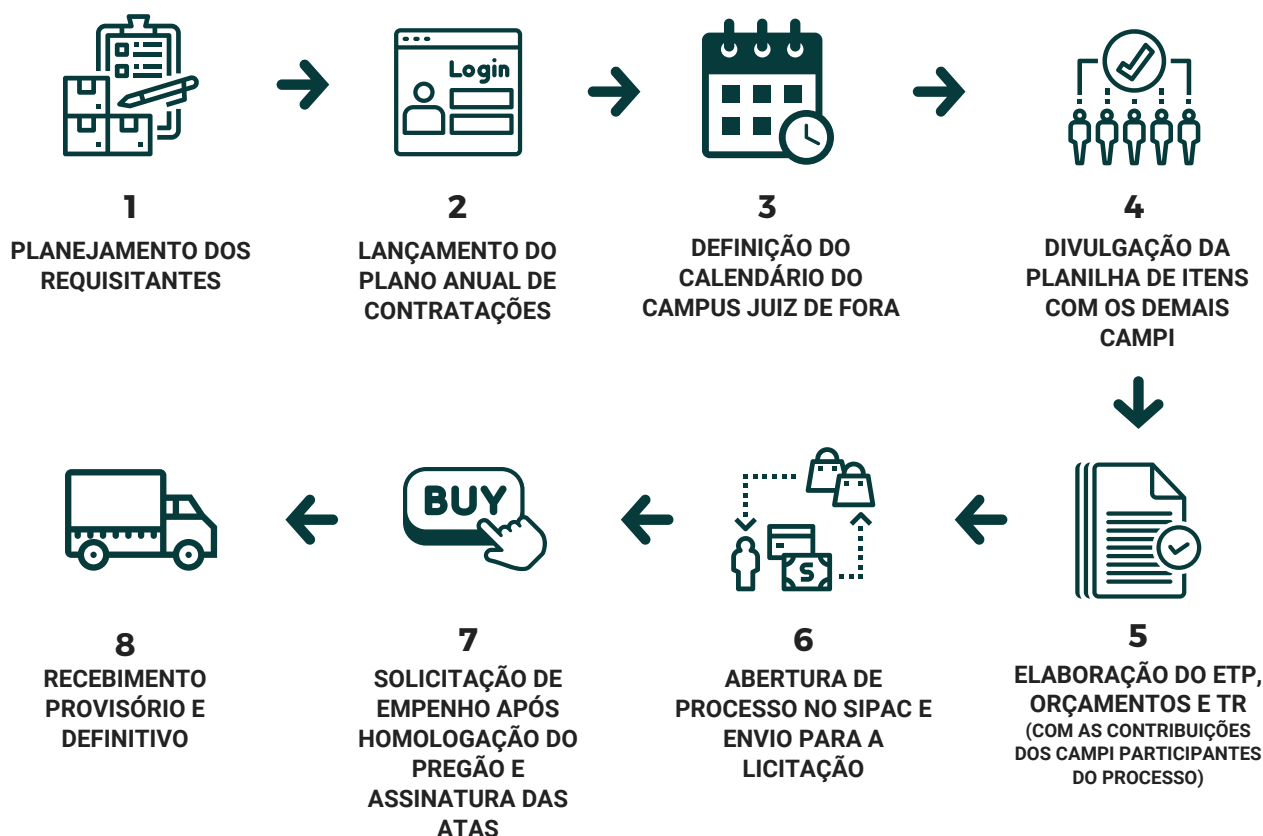 Login
1
PLANEJAMENTO DOS
REQUISITANTES
2
LANÇAMENTO DO
PLANO ANUAL DE
CONTRATAÇÕES
3
DEFINIÇÃO DO
CALENDÁRIO DO
CAMPUS JUIZ DE FORA
4
DIVULGAÇÃO DA
PLANILHA DE ITENS
COM OS DEMAIS
CAMPI
5
ELABORAÇÃO DO ETP,
ORÇAMENTOS E TR
(COM AS CONTRIBUIÇÕES
DOS CAMPI PARTICIPANTES
DO PROCESSO)
S
6
ABERTURA DE
PROCESSO NO SIPAC E
ENVIO PARA A
LICITAÇÃO
BUY
7
SOLICITAÇÃO DE
EMPENHO APÓS
HOMOLOGAÇÃO DO
PREGÃO E
ASSINATURA DAS
ATAS
8
RECEBIMENTO
PROVISÓRIO E
DEFINITIVO